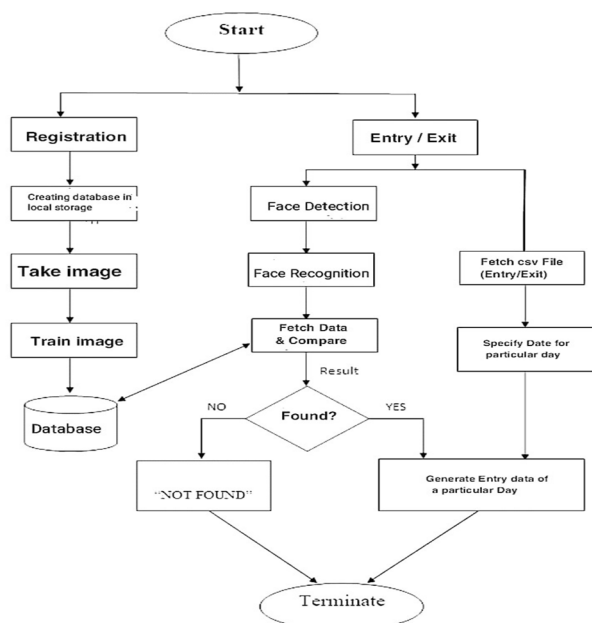 Start
Registration
Entry / Exit
Creating database in
local storage
Face Detection
Take image
Face Recognition
Fetch csv File
(Entry/Exit)
Train image
Fetch Data
& Compare
Specify Date for
particular day
Result
Database
NO
Found?
YES
"NOT FOUND"
Generate Entry data of
a particular Day
Terminate